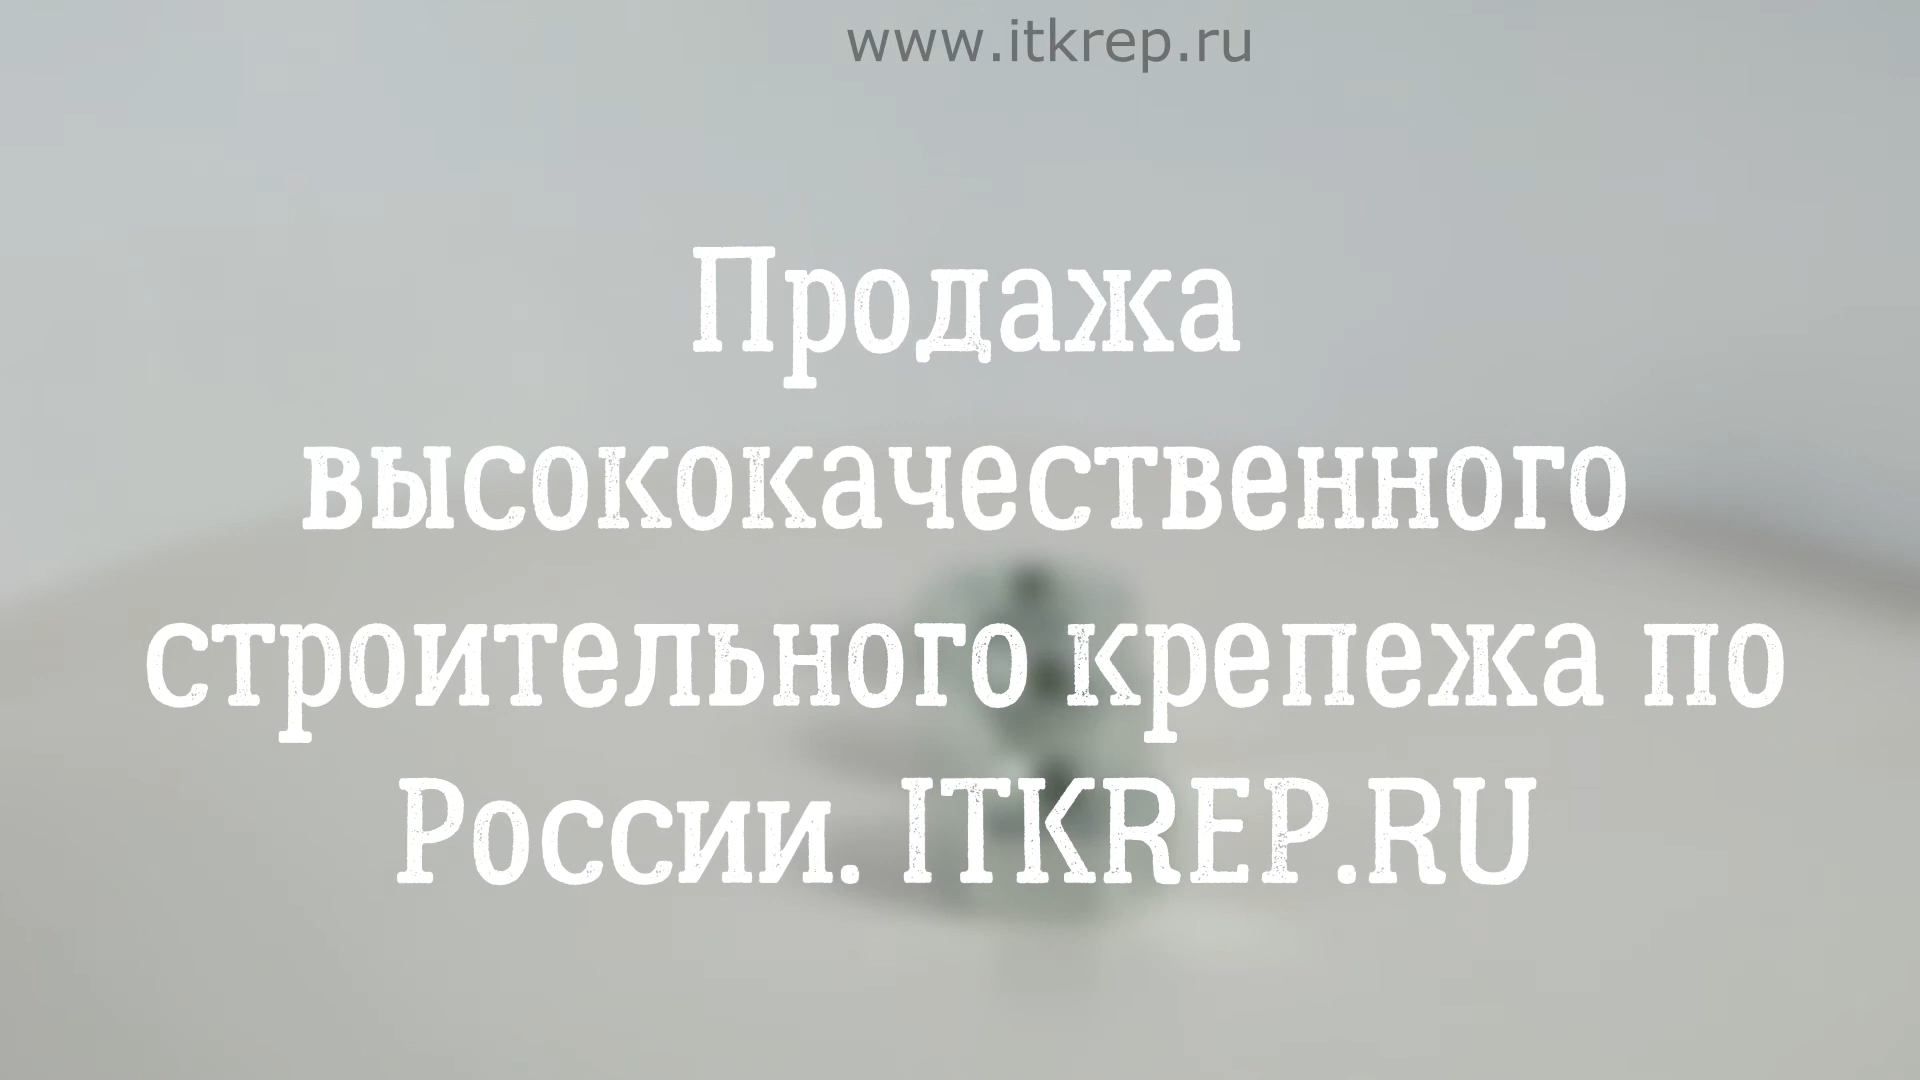 www.itkrep.ru
Продажа
высококачественного
строительного крепежа по
России. ITKREP.RU